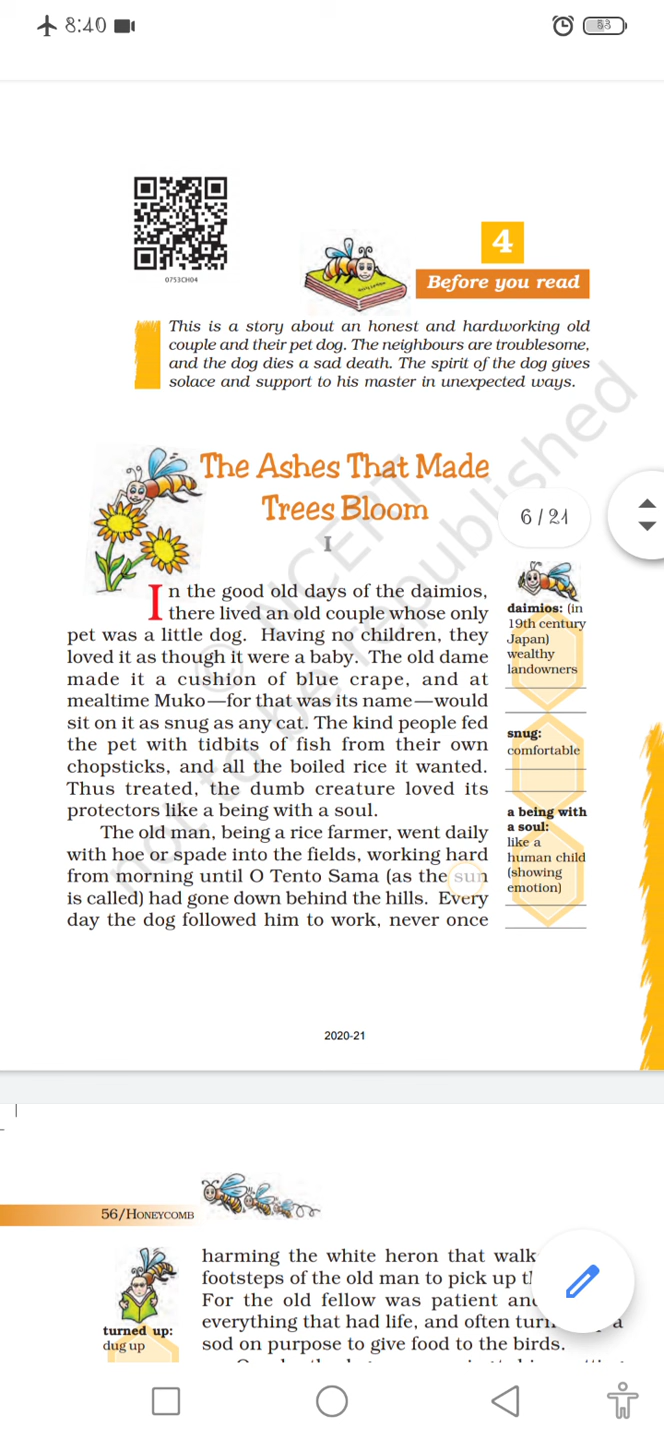 8:40
53
0753CH04
4
Before you read
This is a story about an honest and hardworking old
couple and their pet dog. The neighbours are troublesome,
and the dog dies a sad death. The spirit of the dog gives
solace and support to his master in unexpected ways.
The Ashes That Made
Trees Bloom
6 / 21
In the good old days of the daimios,
there lived an old couple whose only
pet was a little dog. Having no children, they
loved it as though it were a baby. The old dame
made it a cushion of blue crape, and at
mealtime Muko—for that was its name—would
sit on it as snug as any cat. The kind people fed
the pet with tidbits of fish from their own
chopsticks, and all the boiled rice it wanted.
Thus treated, the dumb creature loved its
protectors like a being with a soul.
The old man, being a rice farmer, went daily
with hoe or spade into the fields, working hard
from morning until O Tento Sama (as the sun
is called) had gone down behind the hills. Every
day the dog followed him to work, never once
daimios: (in
19th century
Japan)
wealthy
landowners
snug:
comfortable
a being with
a soul:
like a
human child
(showing
emotion)
© NCERT
not to be republished
2020-21
56/HONEYCOMB
turned up:
dug up
harming the white heron that walk
footsteps of the old man to pick up
For the old fellow was patient
everything that had life, and often a
sod on purpose to give food to the birds.